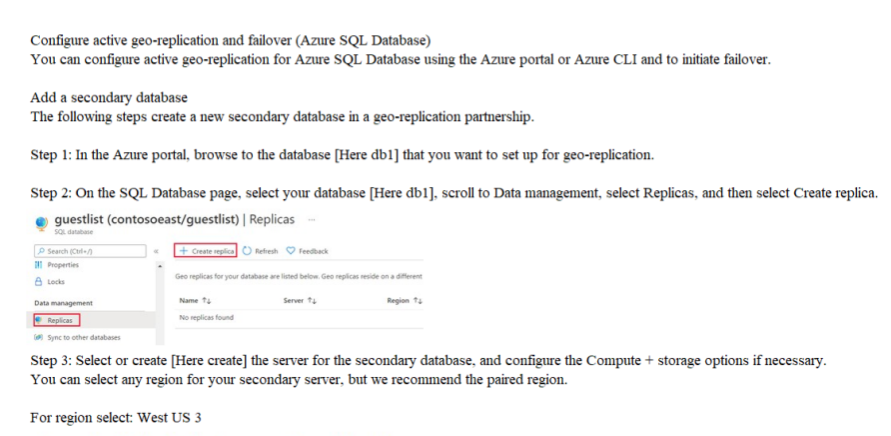 Configure active geo-replication and failover (Azure SQL Database)
You can configure active geo-replication for Azure SQL Database using the Azure portal or Azure CLI and to initiate failover.
Add a secondary database
The following steps create a new secondary database in a geo-replication partnership.
Step 1: In the Azure portal, browse to the database [Here db1] that you want to set up for geo-replication.
Step 2: On the SQL Database page, select your database [Here db1], scroll to Data management, select Replicas, and then select Create replica.
guestlist (contosoeast/guestlist) | Replicas ...
SQL database
Search (Ctrl+/) « + Create replica Refresh Feedback
Properties
Locks
Data management
Replicas
Sync to other databases
Geo replicas for your database are listed below. Geo replicas reside on a different
Name ↑↓ Server ↑↓ Region ↑↓
No replicas found
Step 3: Select or create [Here create] the server for the secondary database, and configure the Compute + storage options if necessary.
You can select any region for your secondary server, but we recommend the paired region.
For region select: West US 3